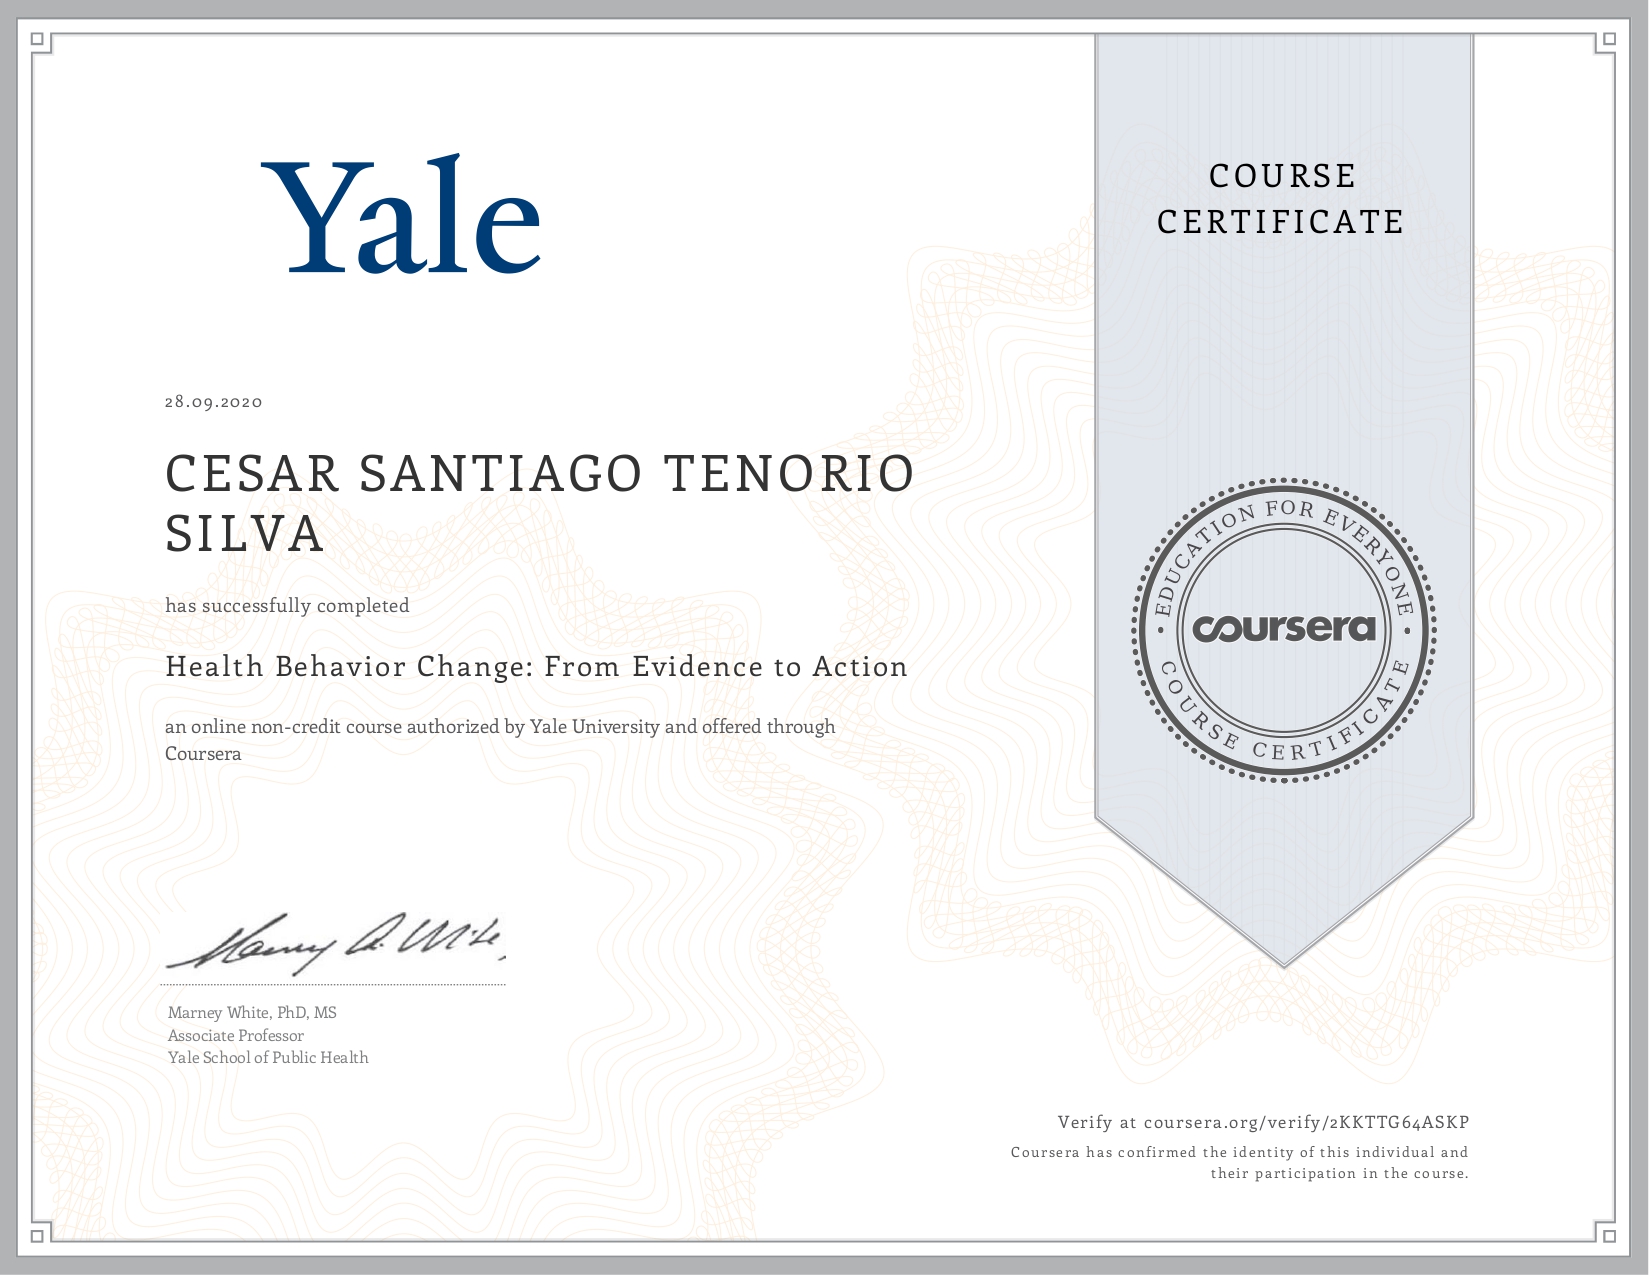 Yale
COURSE
CERTIFICATE
28.09.2020
CESAR SANTIAGO TENORIO
SILVA
has successfully completed
Health Behavior Change: From Evidence to Action
an online non-credit course authorized by Yale University and offered through
Coursera
EDUCATION FOR EVERYONE
coursera
COURSE CERTIFICATE
Marney White, PhD, MS
Associate Professor
Yale School of Public Health
Verify at coursera.org/verify/2KKTTG64ASKP
Coursera has confirmed the identity of this individual and
their participation in the course.